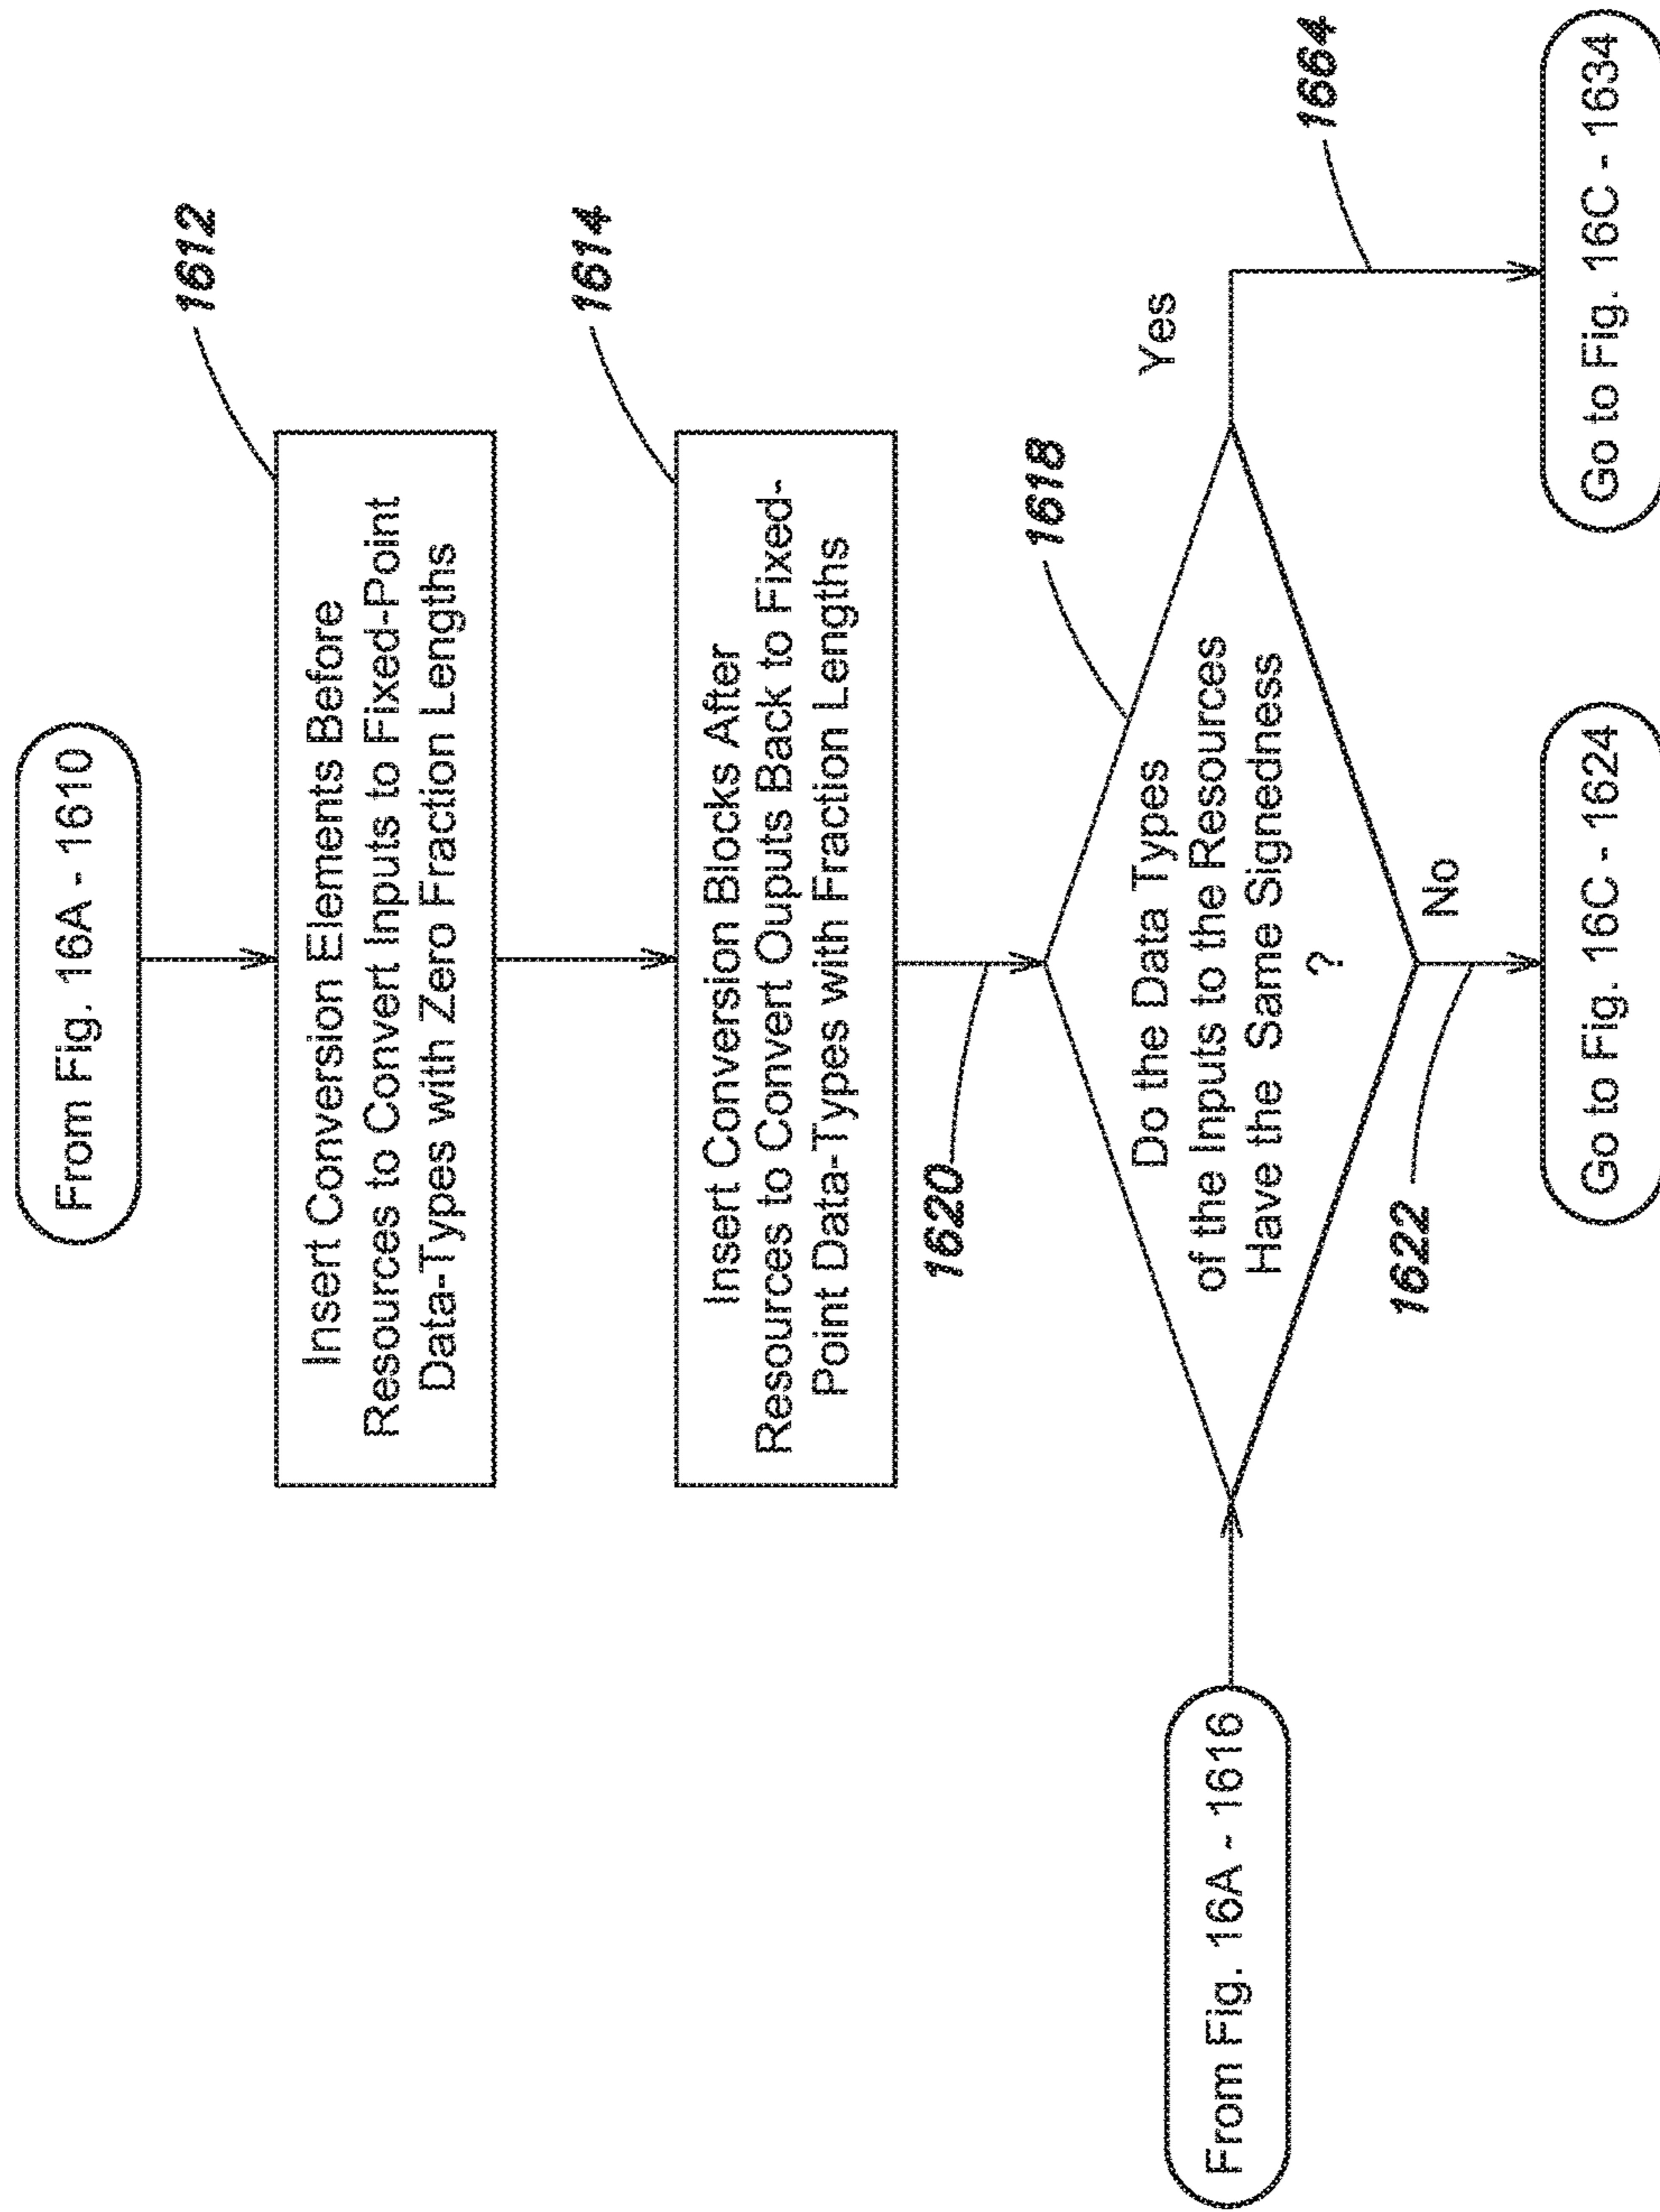 From Fig. 16A - 1610
1612
Insert Conversion Elements Before
Resources to Convert Inputs to Fixed-Point
Data-Types with Zero Fraction Lengths
1614
Insert Conversion Blocks After
Resources to Convert Ouputs Back to Fixed-
Point Data-Types with Fraction Lengths
1620
1618
From Fig. 16A - 1616
Do the Data Types
of the Inputs to the Resources
Have the Same Signedness
?
Yes
1664
No
1622
Go to Fig. 16C - 1624
Go to Fig. 16C - 1634